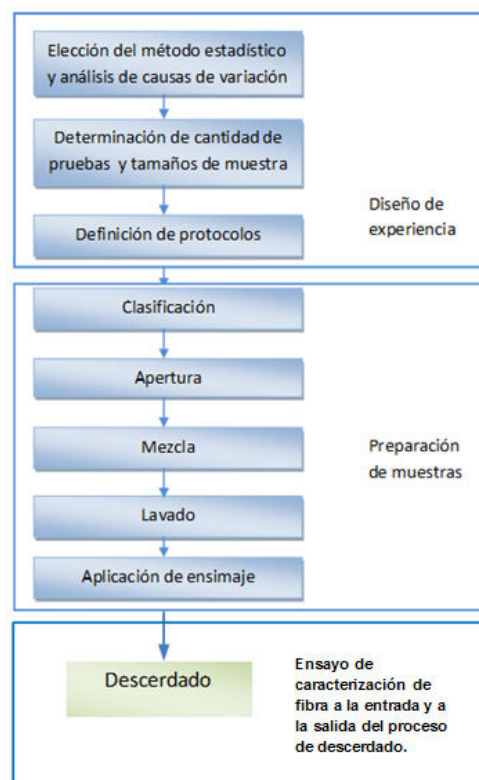 Elección del método estadístico
y análisis de causas de variación
Determinación de cantidad de
pruebas y tamaños de muestra
Definición de protocolos
Diseño de
experiencia
Clasificación
Apertura
Mezcla
Lavado
Aplicación de ensimaje
Preparación
de muestras
Descerdado
Ensayo de
caracterización de
fibra a la entrada y a
la salida del proceso
de descerdado.